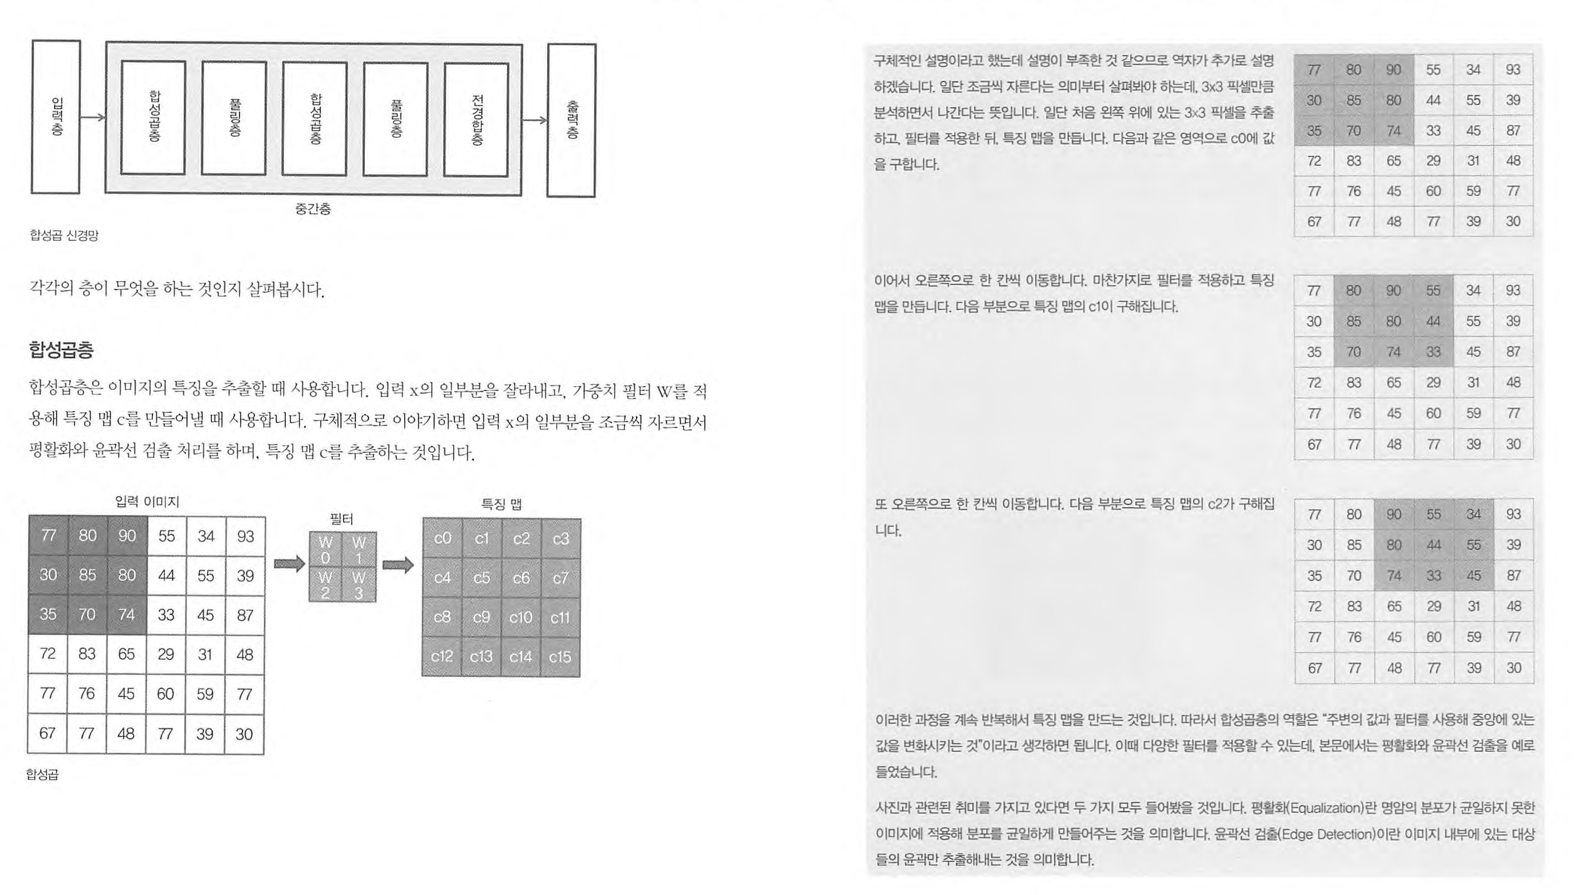 입력층
합성곱층
풀링층
합성곱층
풀링층
전결합층
출력층
중간층
합성곱 신경망
각각의 층이 무엇을 하는 것인지 살펴봅시다.
합성곱층
합성곱층은 이미지의 특징을 추출할 때 사용합니다. 입력 x의 일부분을 잘라내고, 가중치 필터 W를 적
용해 특징 맵 c를 만들어낼 때 사용합니다. 구체적으로 이야기하면 입력 x의 일부분을 조금씩 자르면서
평활화와 윤곽선 검출 처리를 하며, 특징 맵 c를 추출하는 것입니다.
입력 이미지
77 80 90 55 34 93
30 85 80 44 55 39
35 70 74 33 45 87
72 83 65 29 31 48
77 76 45 60 59 77
67 77 48 77 39 30
필터
W W
0 1
W W
2 3
특징 맵
c0 c1 c2 c3
c4 c5 c6 c7
c8 c9 c10 c11
c12 c13 c14 c15
합성곱
구체적인 설명이라고 했는데 설명이 부족한 것 같으므로 역자가 추가로 설명
하겠습니다. 일단 조금씩 자른다는 의미부터 살펴봐야 하는데, 3x3 픽셀만큼
분석하면서 나간다는 뜻입니다. 일단 처음 왼쪽 위에 있는 3×3 픽셀을 추출
하고, 필터를 적용한 뒤, 특징 맵을 만듭니다. 다음과 같은 영역으로 c0에 값
을 구합니다.
77 80 90 55 34 93
30 85 80 44 55 39
35 70 74 33 45 87
72 83 65 29 31 48
77 76 45 60 59 77
67 77 48 77 39 30
이어서 오른쪽으로 한 칸씩 이동합니다. 마찬가지로 필터를 적용하고 특징
맵을 만듭니다. 다음 부분으로 특징 맵의 c1이 구해집니다.
77 80 90 55 34 93
30 85 80 44 55 39
35 70 74 33 45 87
72 83 65 29 31 48
77 76 45 60 59 77
67 77 48 77 39 30
또 오른쪽으로 한 칸씩 이동합니다. 다음 부분으로 특징 맵의 c2가 구해집
니다.
77 80 90 55 34 93
30 85 80 44 55 39
35 70 74 33 45 87
72 83 65 29 31 48
77 76 45 60 59 77
67 77 48 77 39 30
이러한 과정을 계속 반복해서 특징 맵을 만드는 것입니다. 따라서 합성곱층의 역할은 "주변의 값과 필터를 사용해 중앙에 있는
값을 변화시키는 것"이라고 생각하면 됩니다. 이때 다양한 필터를 적용할 수 있는데, 본문에서는 평활화와 윤곽선 검출을 예로
들었습니다.
사진과 관련된 취미를 가지고 있다면 두 가지 모두 들어봤을 것입니다. 평활화(Equalization)란 명암의 분포가 균일하지 못한
이미지에 적용해 분포를 균일하게 만들어주는 것을 의미합니다. 윤곽선 검출(Edge Detection)이란 이미지 내부에 있는 대상
들의 윤곽만 추출해내는 것을 의미합니다.